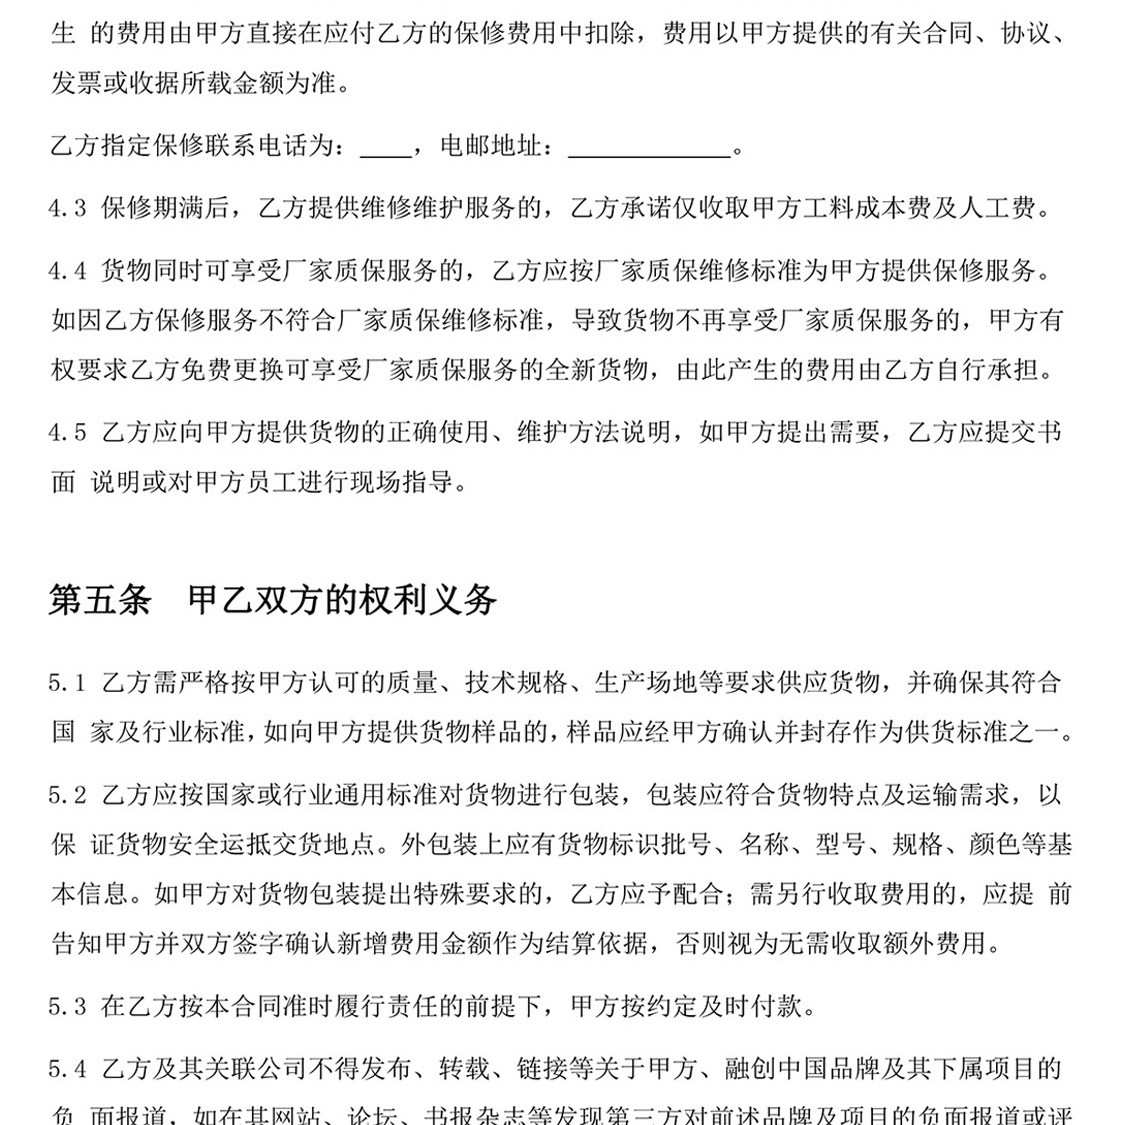 生 的费用由甲方直接在应付乙方的保修费用中扣除，费用以甲方提供的有关合同、协议、
发票或收据所载金额为准。
乙方指定保修联系电话为：____，电邮地址：____________。
4.3 保修期满后，乙方提供维修维护服务的，乙方承诺仅收取甲方工料成本费及人工费。
4.4 货物同时可享受厂家质保服务的，乙方应按厂家质保维修标准为甲方提供保修服务。
如因乙方保修服务不符合厂家质保维修标准，导致货物不再享受厂家质保服务的，甲方有
权要求乙方免费更换可享受厂家质保服务的全新货物，由此产生的费用由乙方自行承担。
4.5 乙方应向甲方提供货物的正确使用、维护方法说明，如甲方提出需要，乙方应提交书
面 说明或对甲方员工进行现场指导。
第五条　甲乙双方的权利义务
5.1 乙方需严格按甲方认可的质量、技术规格、生产场地等要求供应货物，并确保其符合
国 家及行业标准，如向甲方提供货物样品的，样品应经甲方确认并封存作为供货标准之一。
5.2 乙方应按国家或行业通用标准对货物进行包装，包装应符合货物特点及运输需求，以
保 证货物安全运抵交货地点。外包装上应有货物标识批号、名称、型号、规格、颜色等基
本信息。如甲方对货物包装提出特殊要求的，乙方应予配合；需另行收取费用的，应提 前
告知甲方并双方签字确认新增费用金额作为结算依据，否则视为无需收取额外费用。
5.3 在乙方按本合同准时履行责任的前提下，甲方按约定及时付款。
5.4 乙方及其关联公司不得发布、转载、链接等关于甲方、融创中国品牌及其下属项目的
负 面报道，如在其网站、论坛、书报杂志等发现第三方对前述品牌及项目的负面报道或评